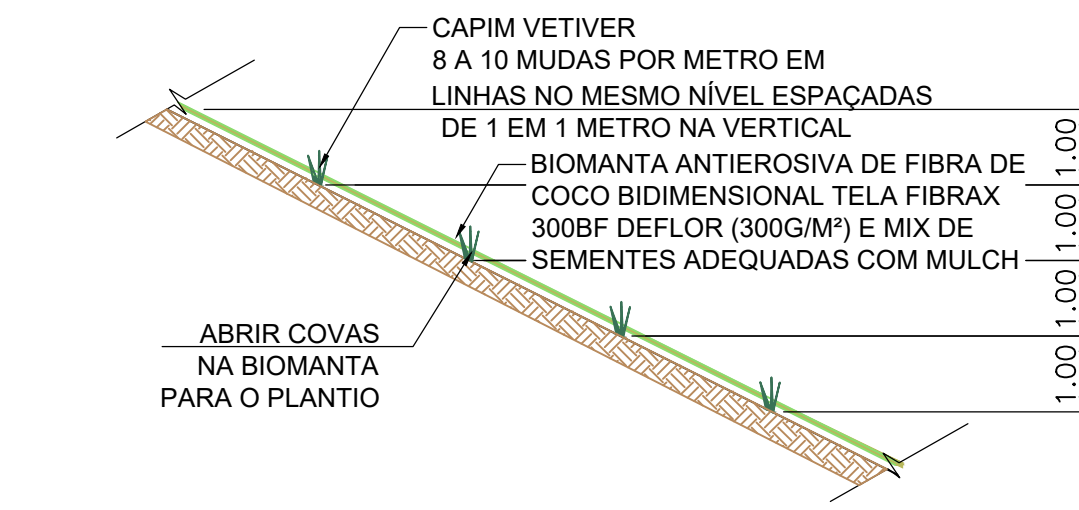 CAPIM VETIVER
8 A 10 MUDAS POR METRO EM
LINHAS NO MESMO NÍVEL ESPAÇADAS
DE 1 EM 1 METRO NA VERTICAL
BIOMANTA ANTIEROSIVA DE FIBRA DE
COCO BIDIMENSIONAL TELA FIBRAX
300BF DEFLOR (300G/M²) E MIX DE
SEMENTES ADEQUADAS COM MULCH
ABRIR COVAS
NA BIOMANTA
PARA O PLANTIO
1.00
1.00
1.00
1.00